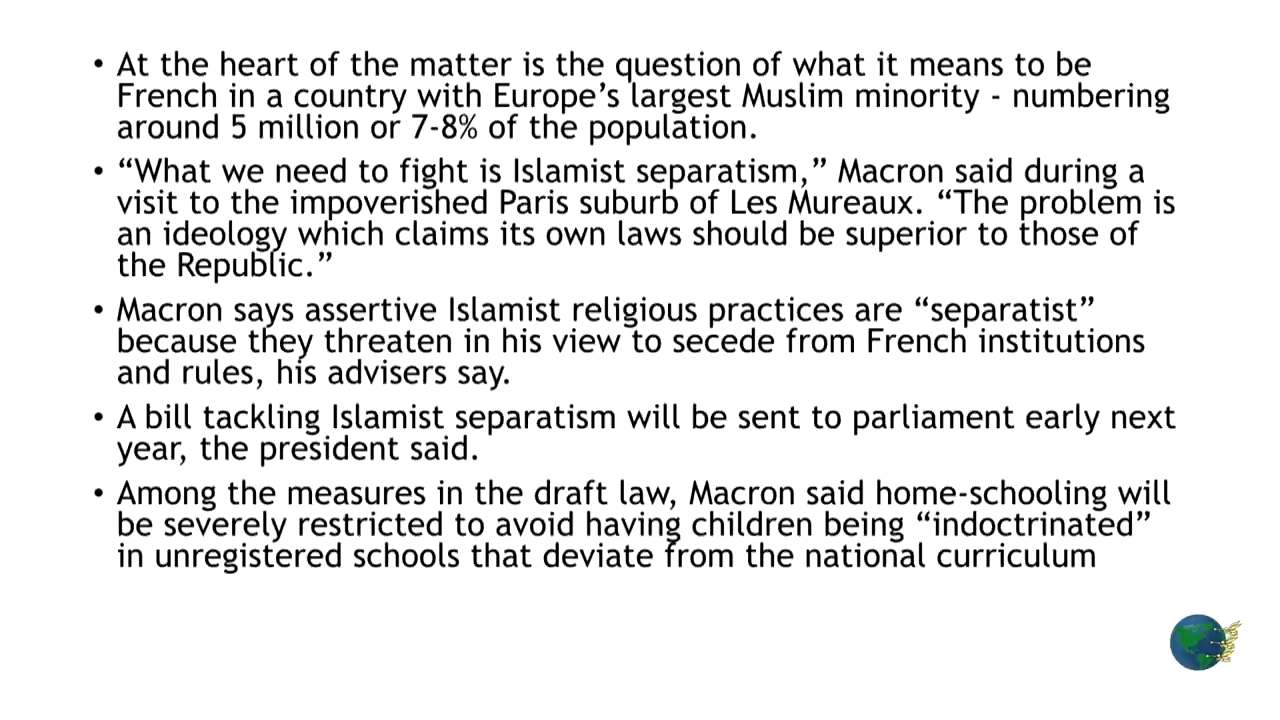 • At the heart of the matter is the question of what it means to be
French in a country with Europe’s largest Muslim minority - numbering
around 5 million or 7-8% of the population.
• “What we need to fight is Islamist separatism,” Macron said during a
visit to the impoverished Paris suburb of Les Mureaux. “The problem is
an ideology which claims its own laws should be superior to those of
the Republic.”
• Macron says assertive Islamist religious practices are “separatist”
because they threaten in his view to secede from French institutions
and rules, his advisers say.
• A bill tackling Islamist separatism will be sent to parliament early next
year, the president said.
• Among the measures in the draft law, Macron said home-schooling will
be severely restricted to avoid having children being “indoctrinated”
in unregistered schools that deviate from the national curriculum